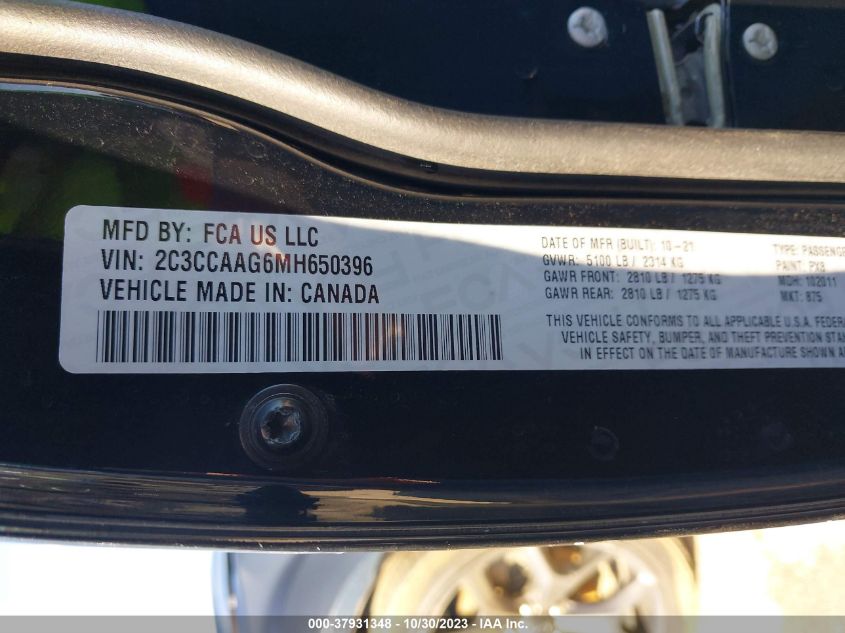 MFD BY: FCA US LLC
VIN: 2C3CCAAG6MH650396
VEHICLE MADE IN: CANADA
DATE OF MFR (BUILT): 10-21
GVWR: 5100 LB / 2314 KG
GAWR FRONT: 2810 LB / 1275 KG
GAWR REAR: 2810 LB / 1275 KG
TYPE: PASSENG
PAINT: PX8
MDH: 102011
MKT: 875
THIS VEHICLE CONFORMS TO ALL APPLICABLE U.S.A. FEDERA
VEHICLE SAFETY, BUMPER, AND THEFT PREVENTION STAN
IN EFFECT ON THE DATE OF MANUFACTURE SHOWN A
000-37931348 - 10/30/2023 - IAA Inc.